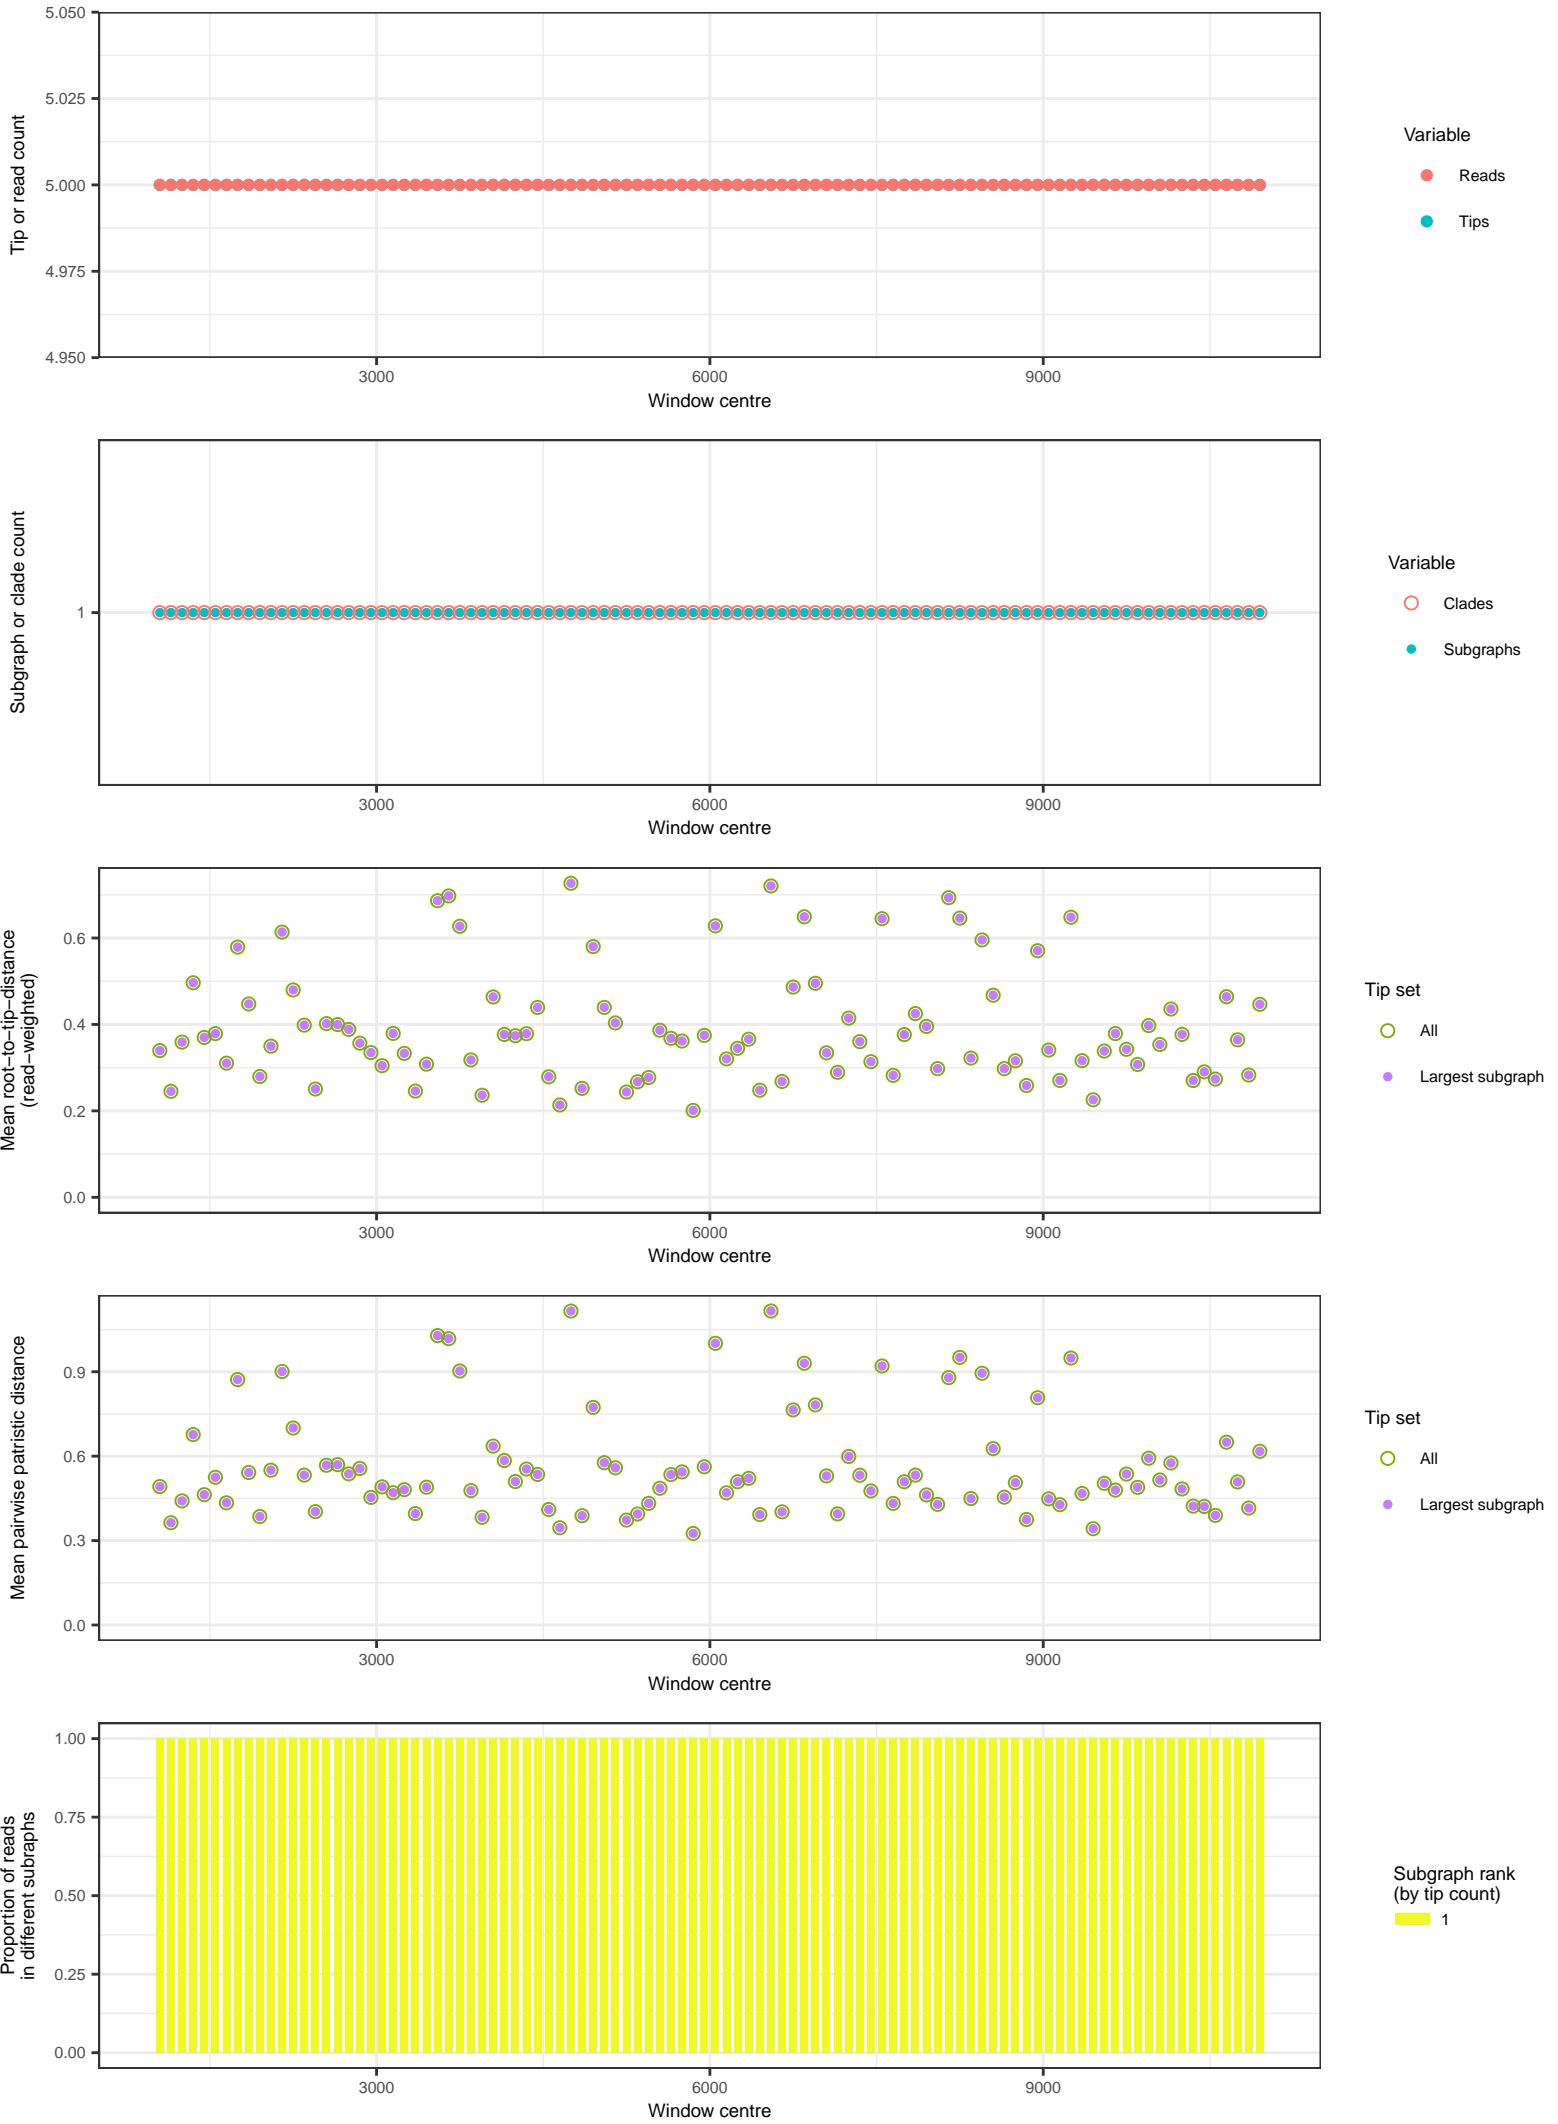 5.050
5.025
5.000
4.975
4.950
Tip or read count
3000 6000 9000
Window centre
Variable
Reads
Tips
1
Subgraph or clade count
3000 6000 9000
Window centre
Variable
Clades
Subgraphs
0.6
0.4
0.2
0.0
Mean root−to−tip−distance
(read−weighted)
3000 6000 9000
Window centre
Tip set
All
Largest subgraph
0.9
0.6
0.3
0.0
Mean pairwise patristic distance
3000 6000 9000
Window centre
Tip set
All
Largest subgraph
1.00
0.75
0.50
0.25
0.00
Proportion of reads
in different subraphs
3000 6000 9000
Window centre
Subgraph rank
(by tip count)
1